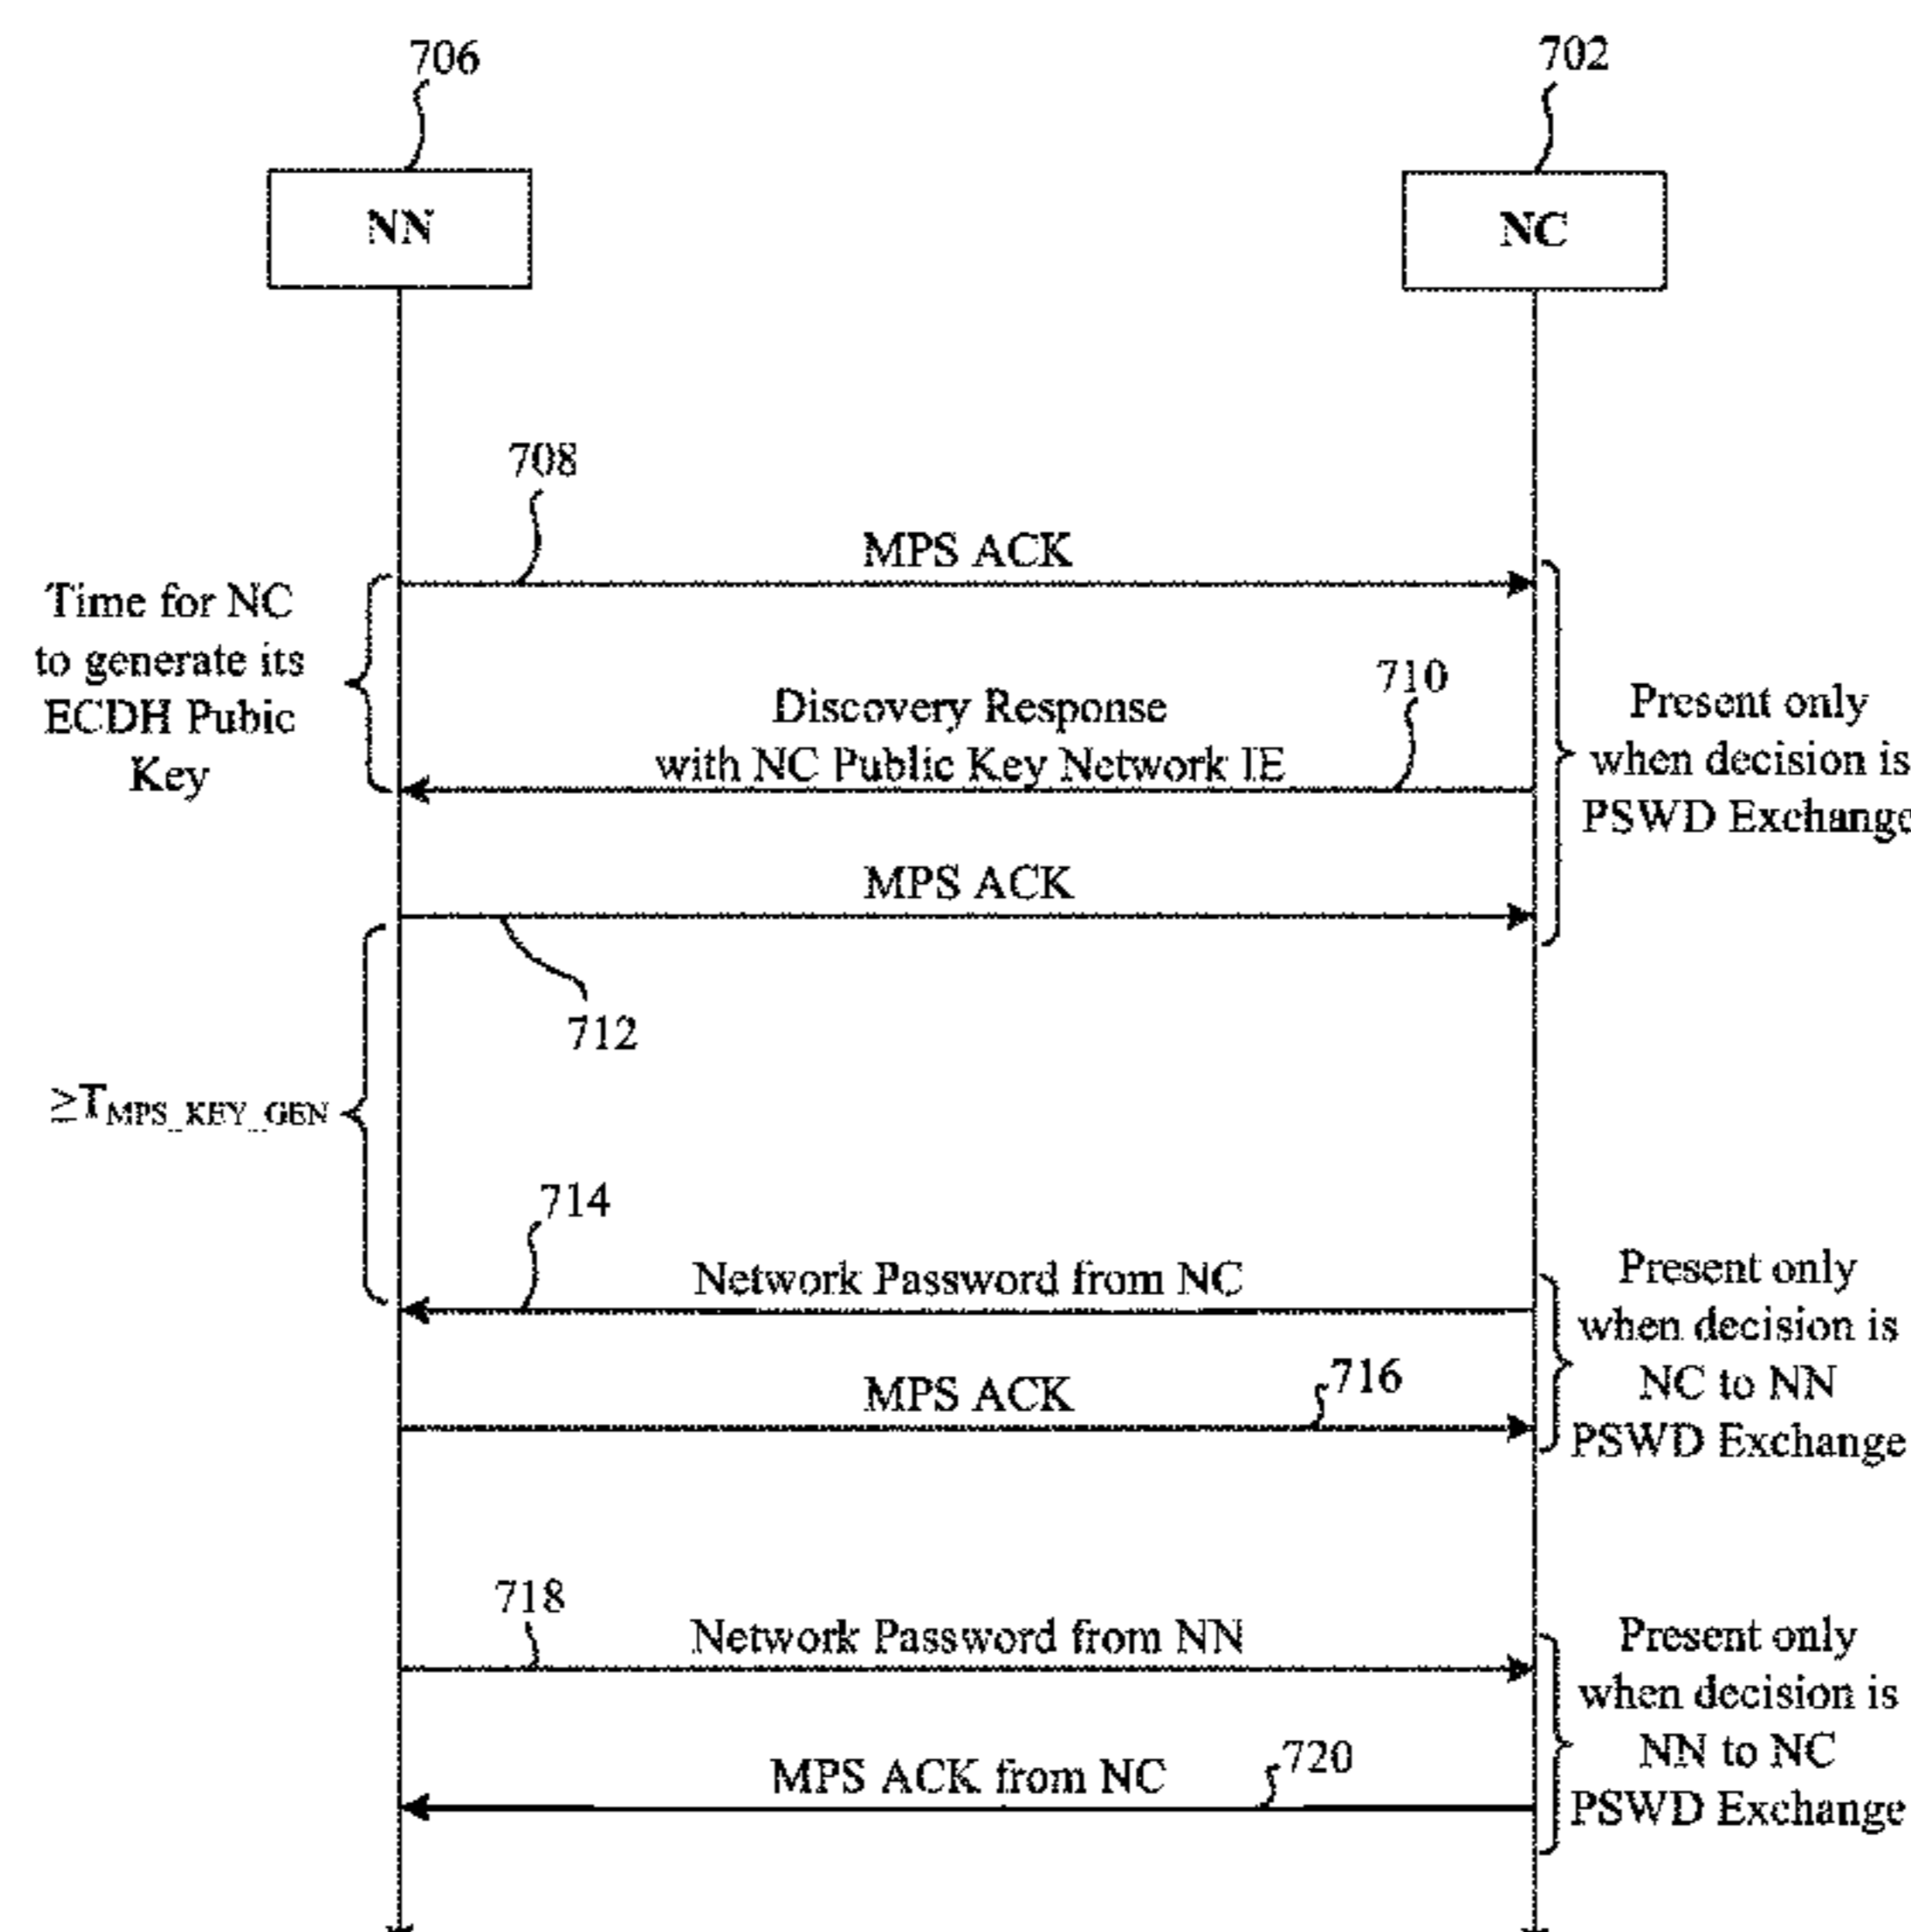 706
702
NN
NC
708
MPS ACK
Time for NC
to generate its
ECDH Pubic
Key
710
Discovery Response
with NC Public Key Network IE
Present only
when decision is
PSWD Exchange
MPS ACK
712
≥TMPS_KEY_GEN
714
Network Password from NC
Present only
when decision is
NC to NN
PSWD Exchange
716
MPS ACK
718
Network Password from NN
Present only
when decision is
NN to NC
PSWD Exchange
720
MPS ACK from NC